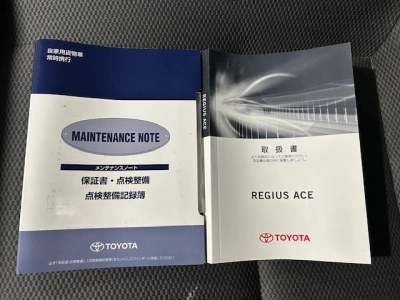 自家用貨物車
常時携行
MAINTENANCE NOTE
メンテナンスノート
保証書・点検整備
点検整備記録簿
TOYOTA
REGIUS ACE
取扱書
REGIUS ACE
TOYOTA